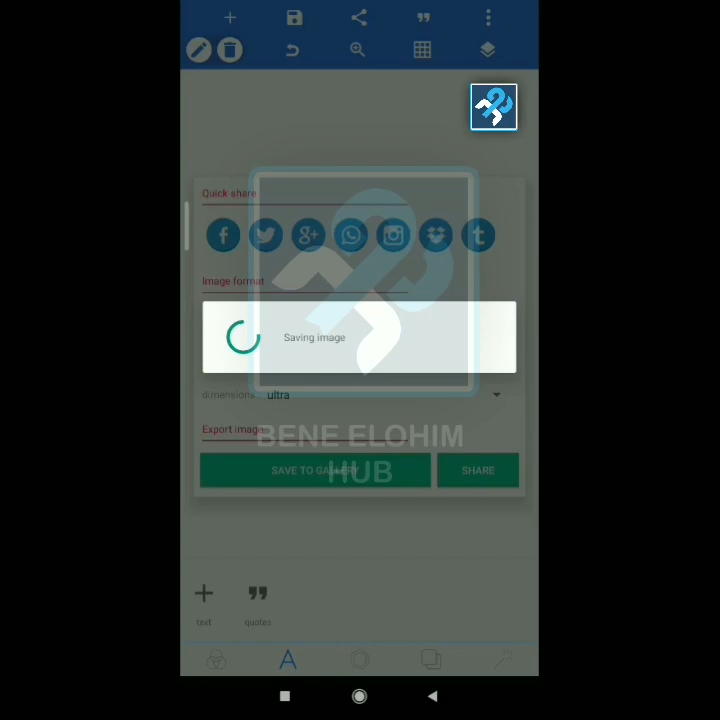 Quick share
Image format
Saving image
dimensions ultra
BENE ELOHIM
Export image
HUB
SAVE TO GALLERY SHARE
text quotes